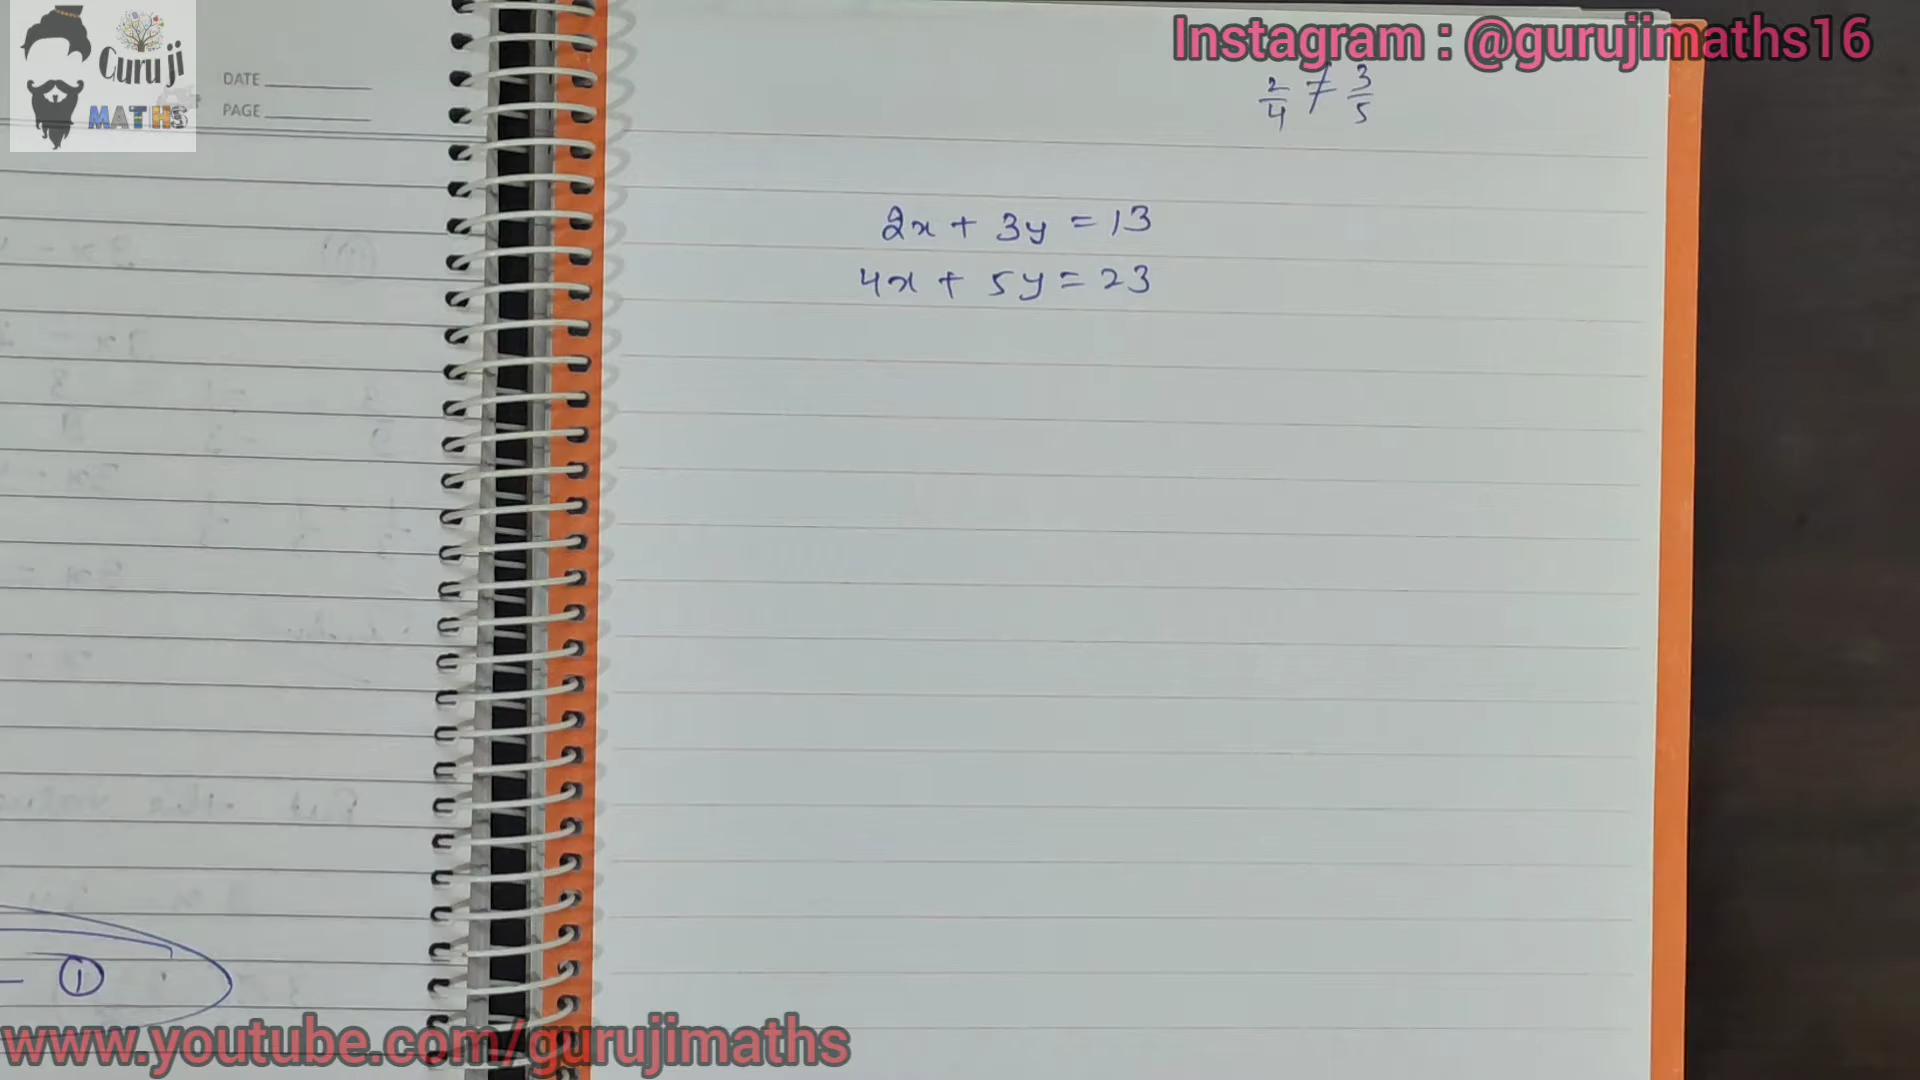 Instagram : @gurujimaths16
Guru ji
MATHS
DATE
PAGE
2/4 ≠ 3/5
2x + 3y = 13
4x + 5y = 23
- ①
www.youtube.com/gurujimaths